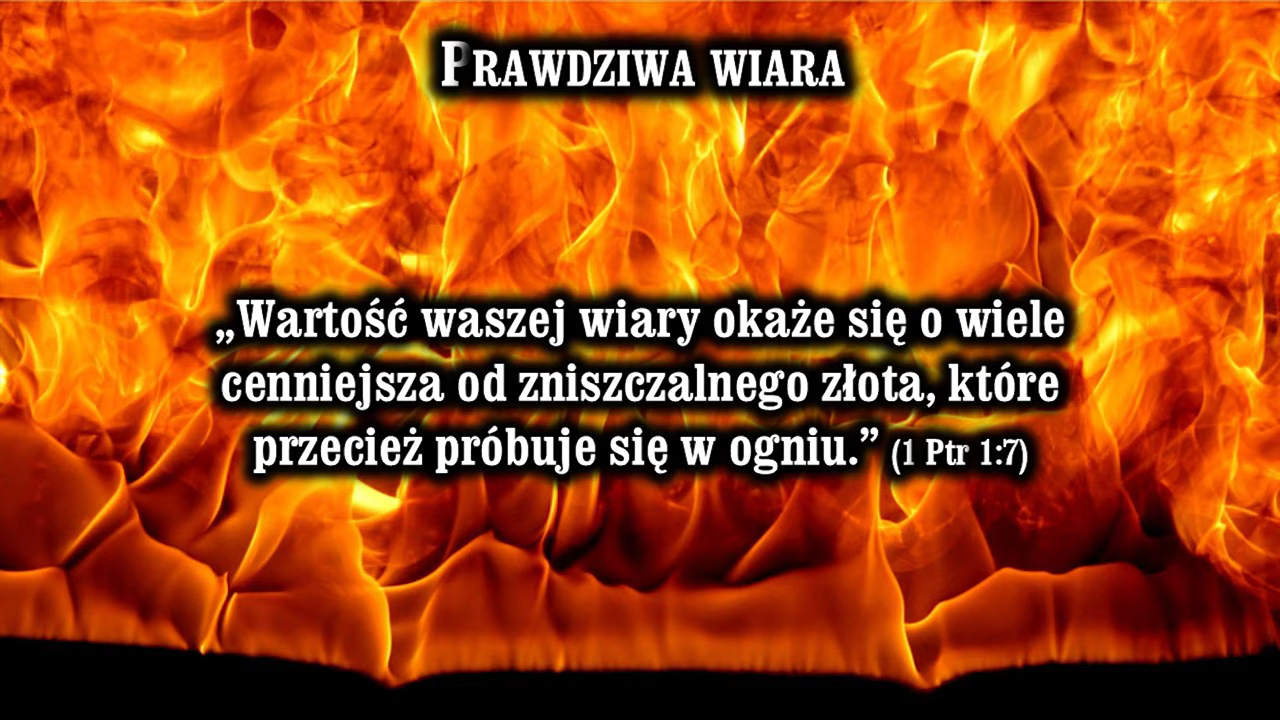 Prawdziwa wiara
„Wartość waszej wiary okaże się o wiele
cenniejsza od zniszczalnego złota, które
przecież próbuje się w ogniu.” (1 Ptr 1:7)